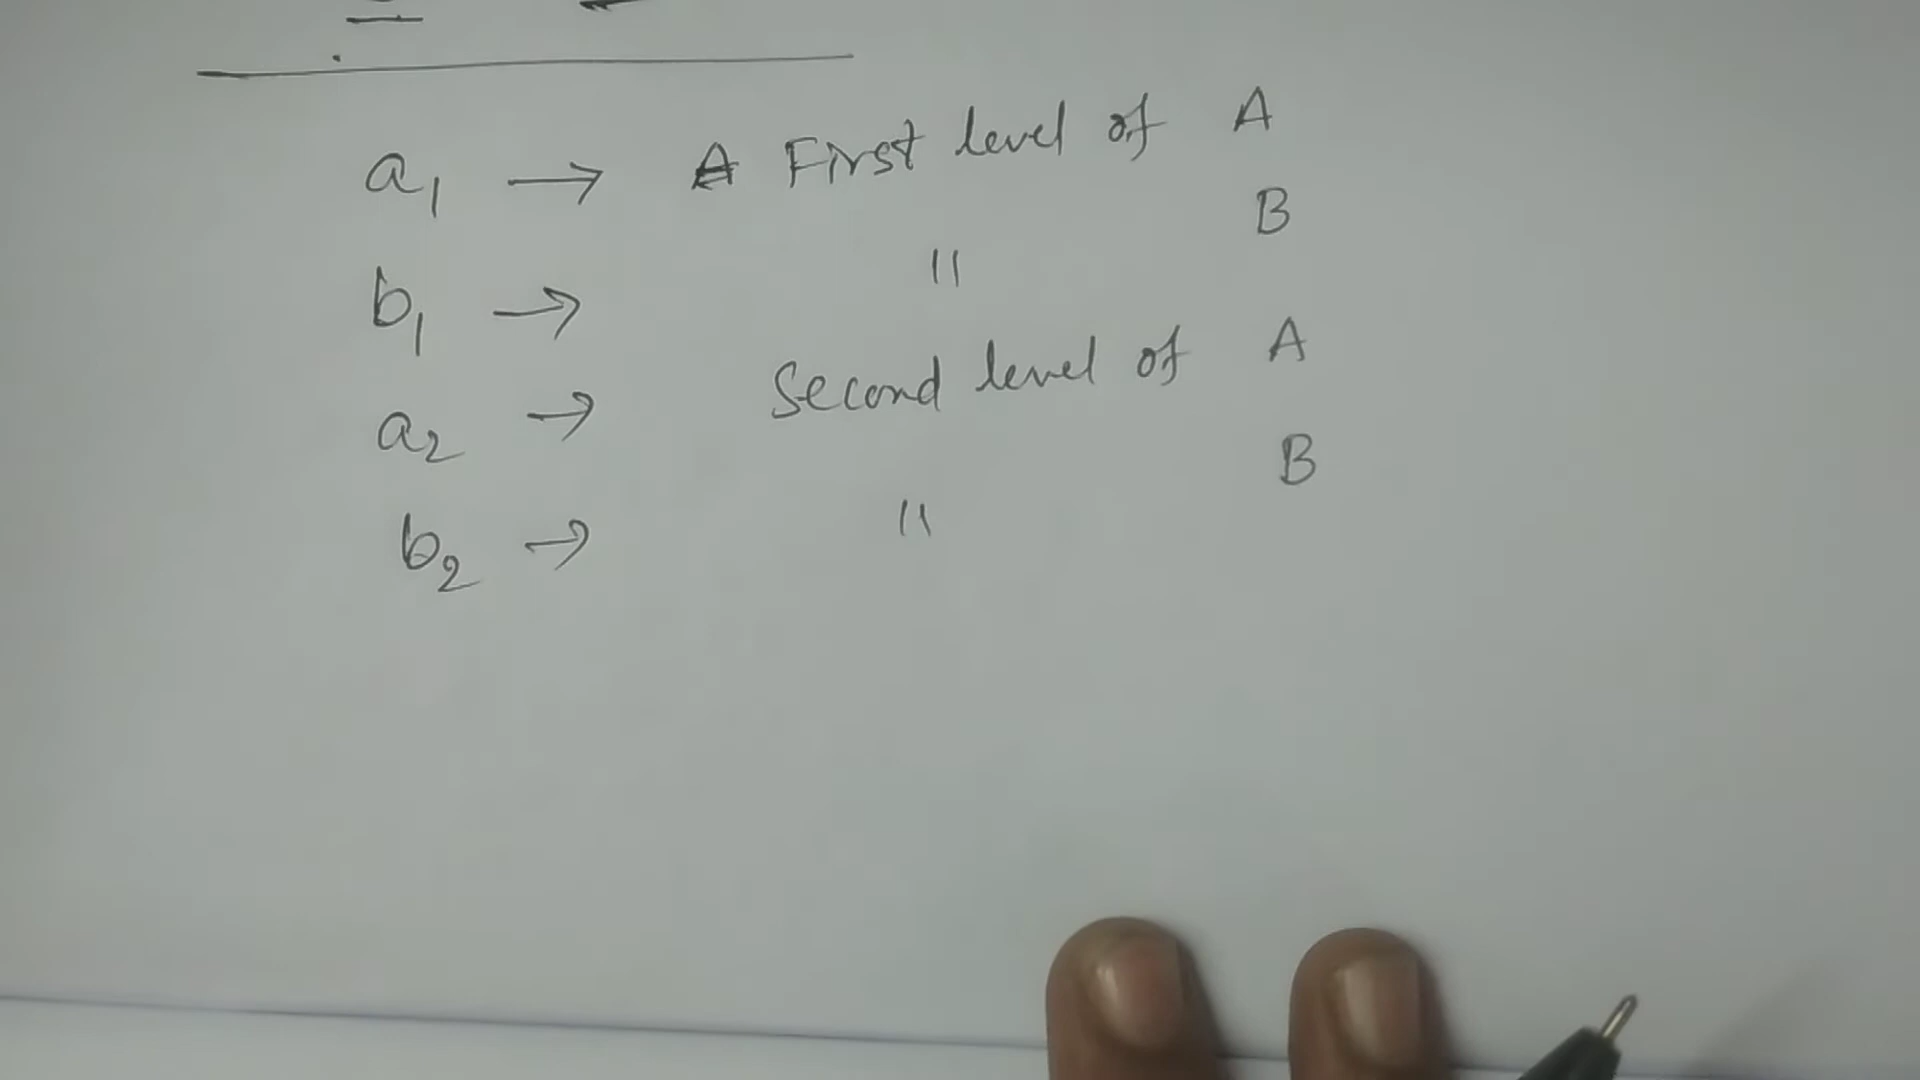 a1 → First level of A
b1 → " B
a2 → Second level of A
b2 → " B